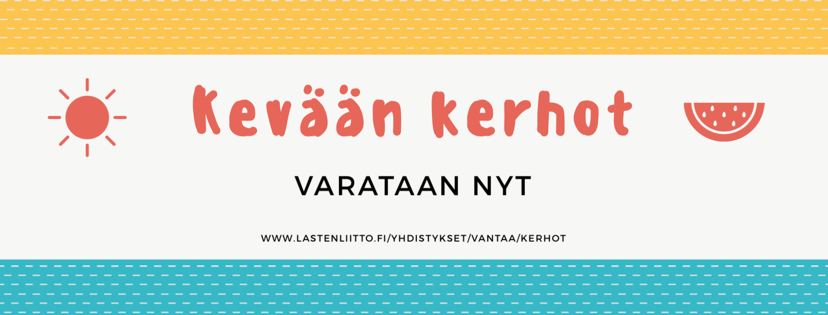 Kevään kerhot
VARATAAN NYT
WWW.LASTENLIITTO.FI/YHDISTYKSET/VANTAA/KERHOT